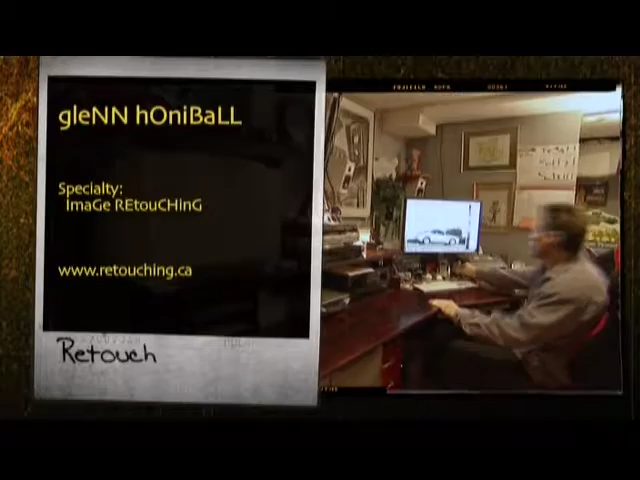 gleNN hOniBaLL
Specialty:
ImaGe REtouCHinG
www.retouching.ca
Retouch